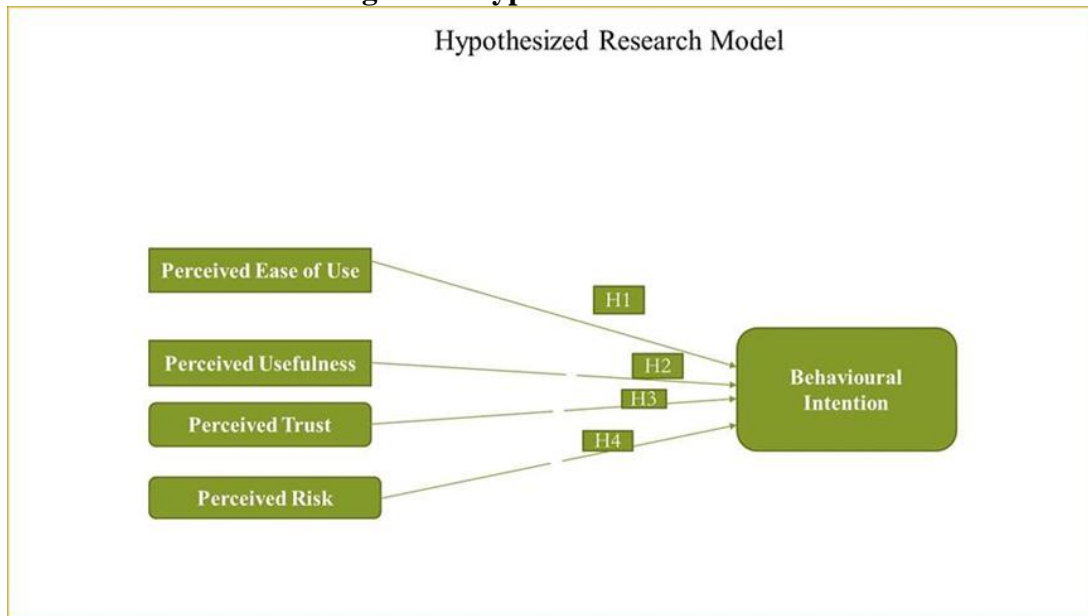 Hypothesized Research Model
Perceived Ease of Use
H1
Perceived Usefulness
H2
Behavioural
Intention
Perceived Trust
H3
H4
Perceived Risk